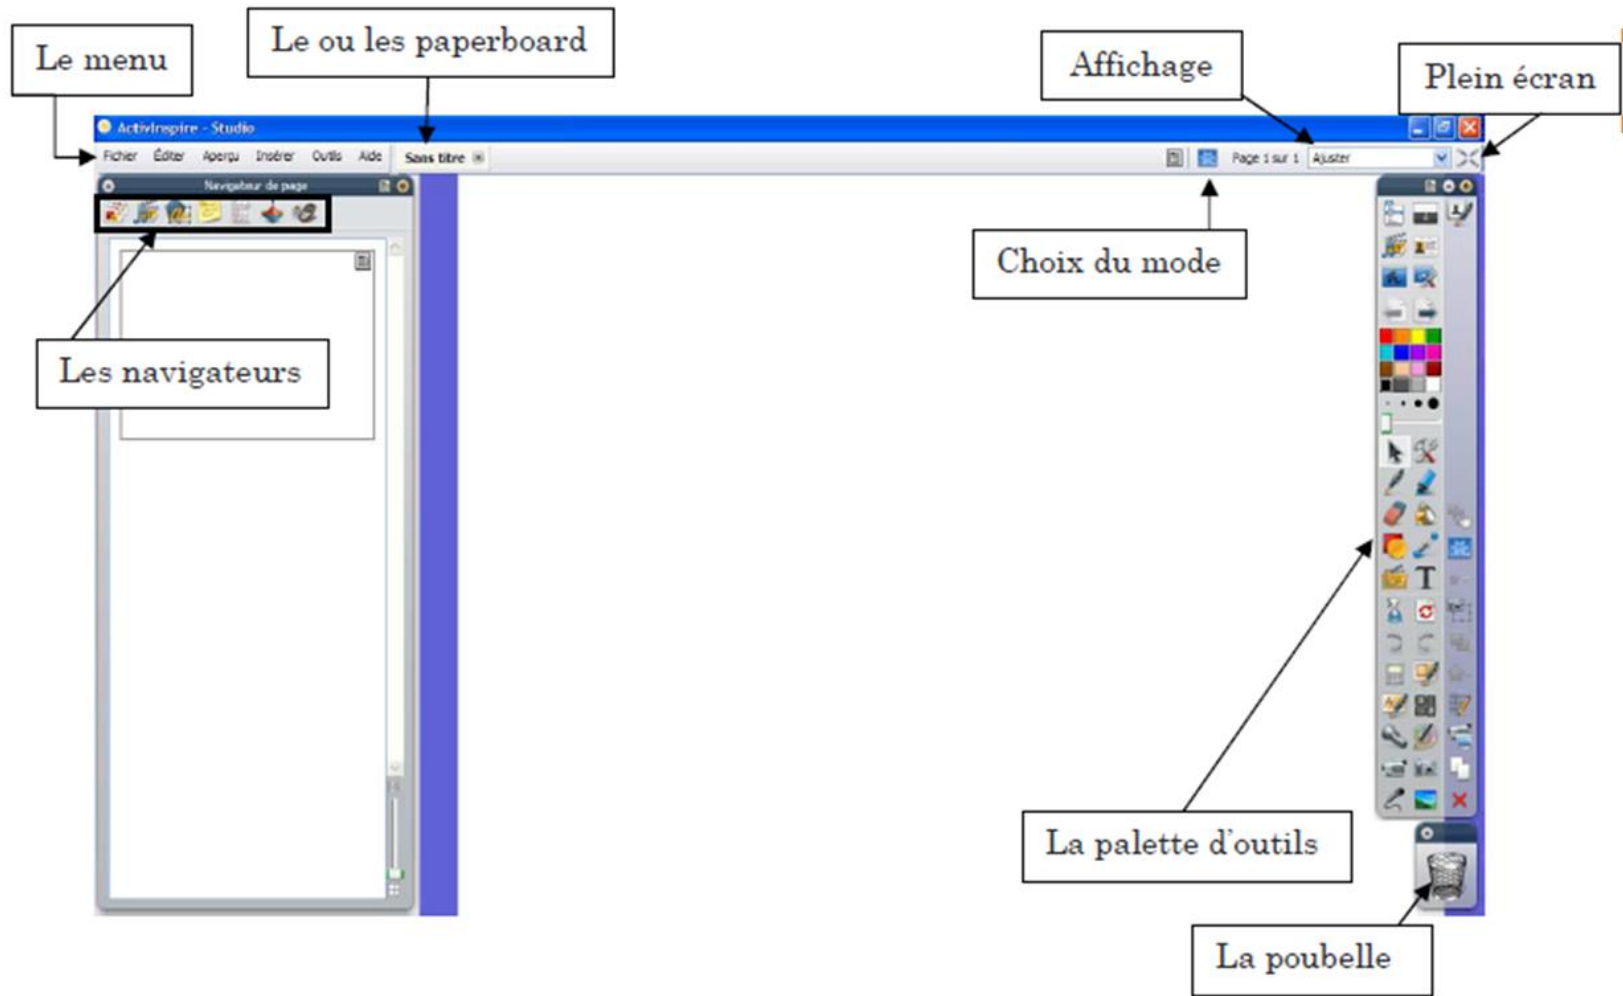 Le menu
Le ou les paperboard
Affichage
Plein écran
ActivInspire - Studio
Fichier Éditer Aperçu Insérer Outils Aide Sans titre
Page 1 sur 1 Ajuster
Navigateur de page
Choix du mode
Les navigateurs
T
La palette d'outils
La poubelle